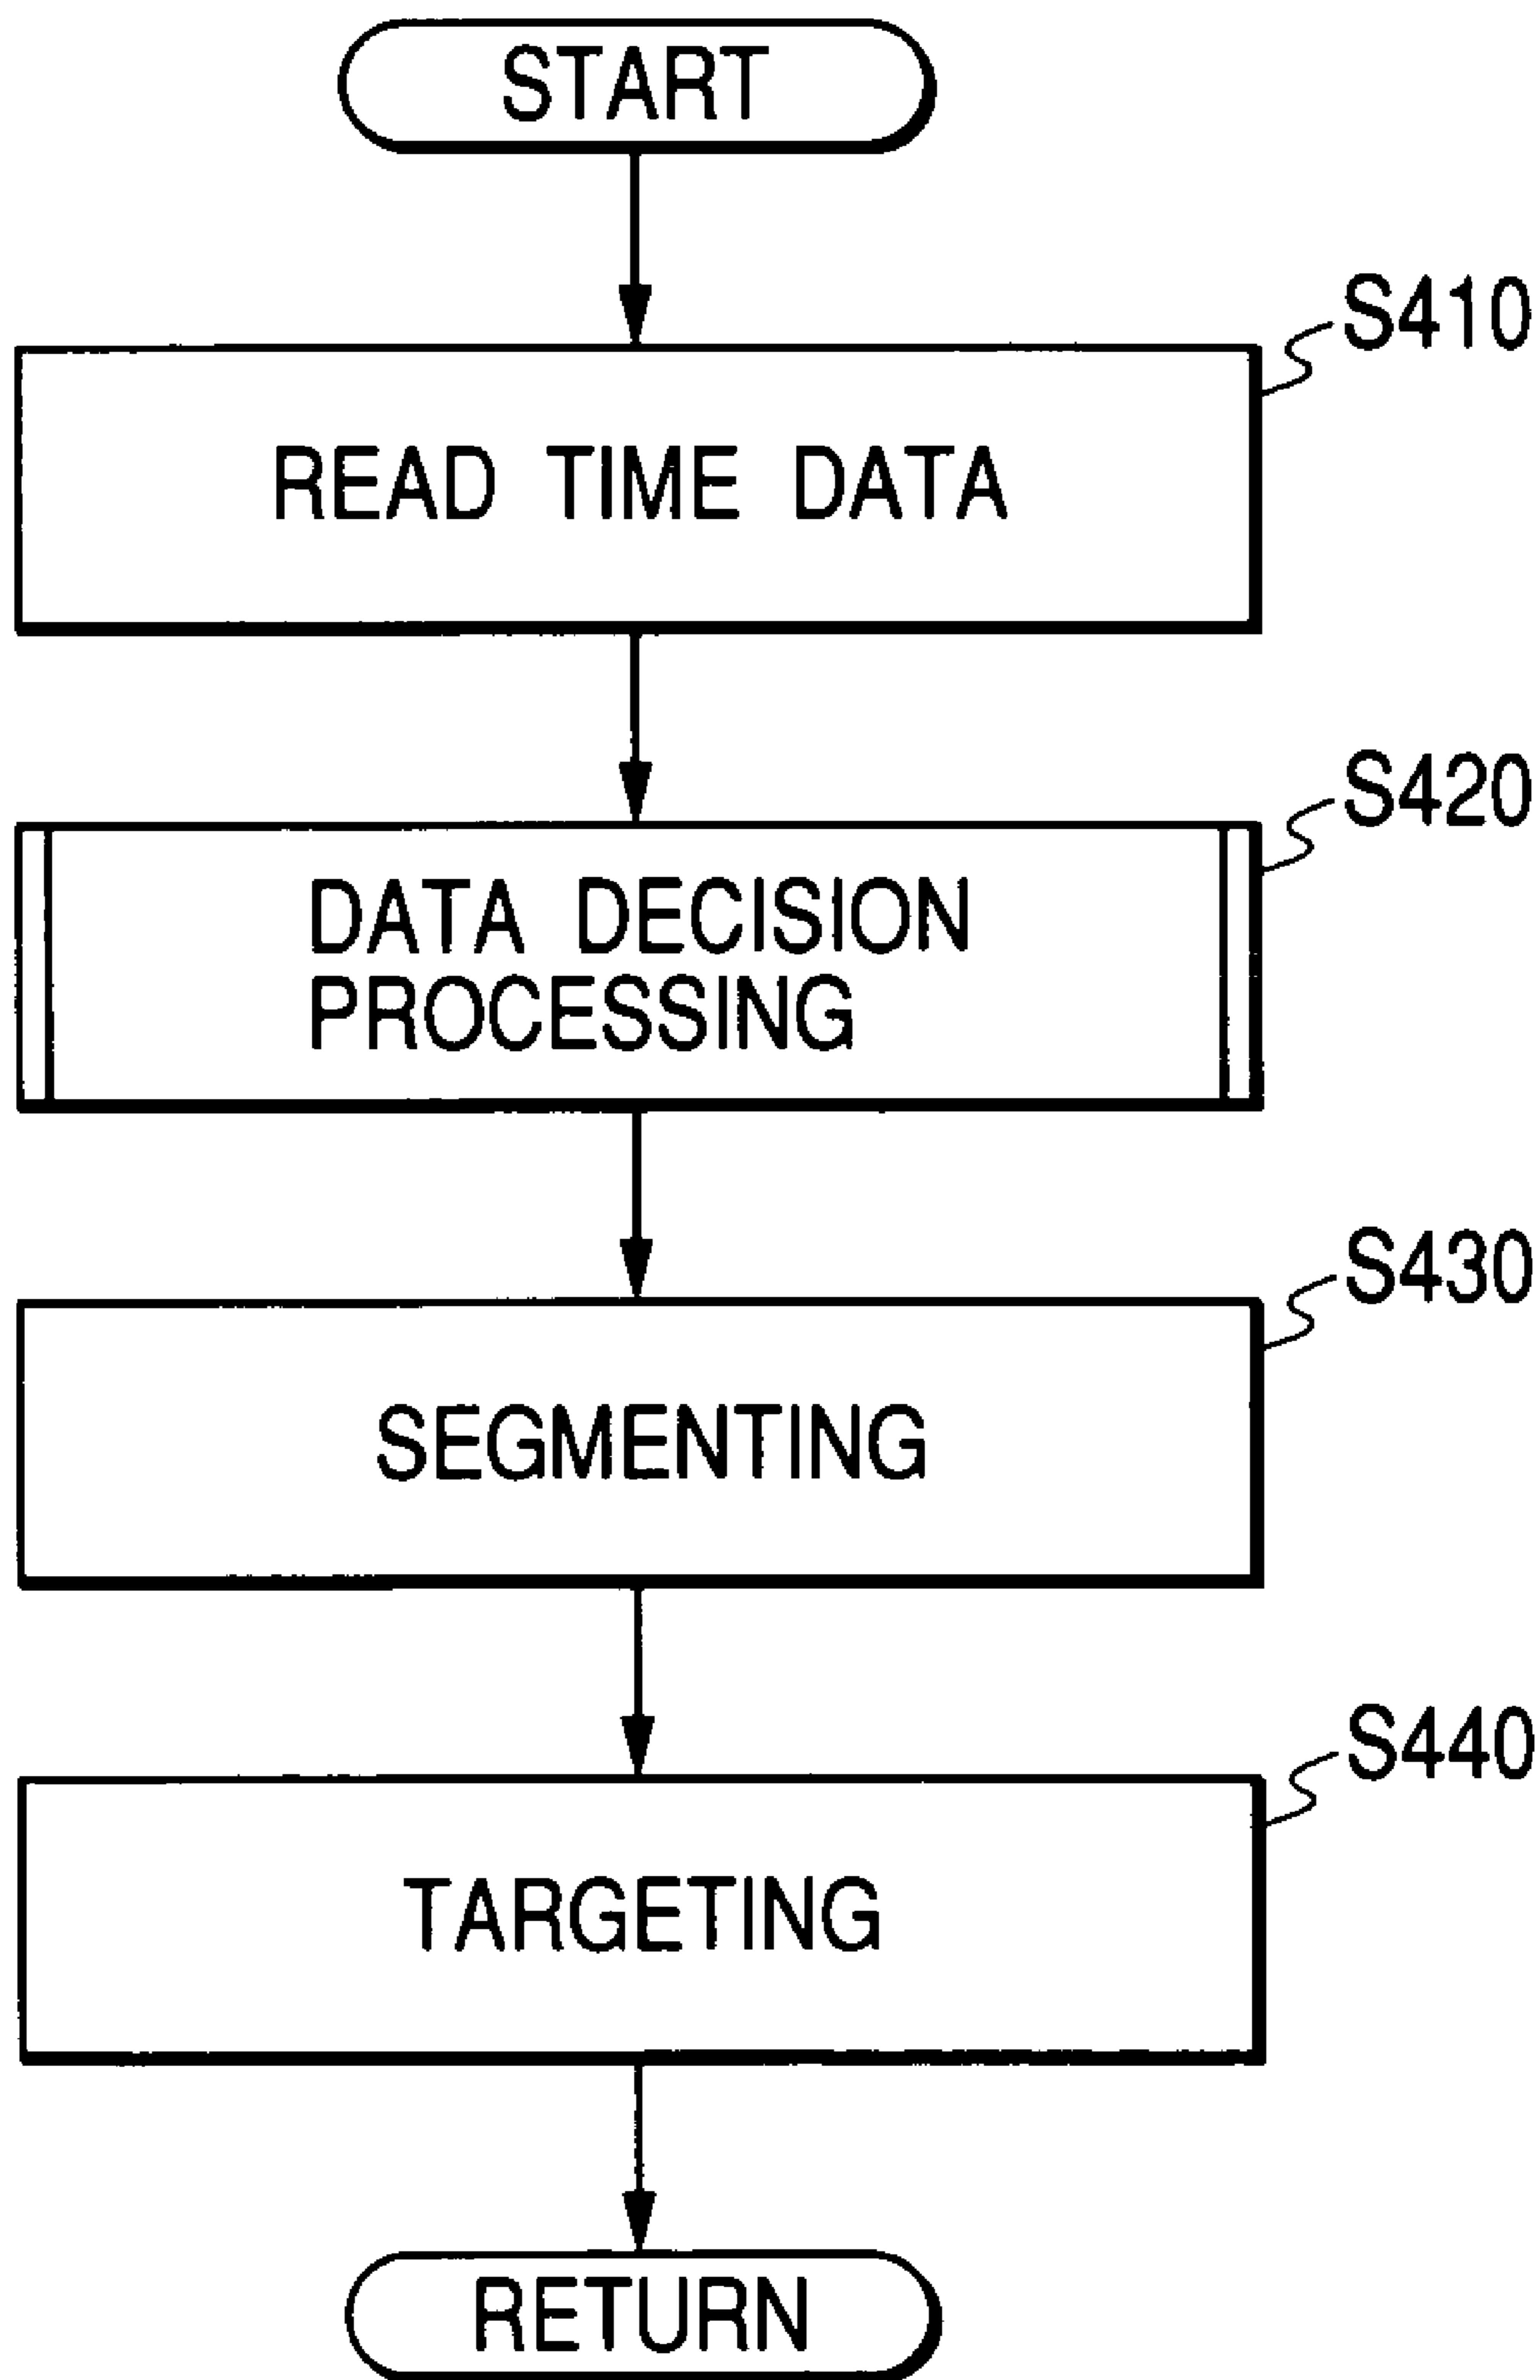 START
S410
READ TIME DATA
S420
DATA DECISION
PROCESSING
S430
SEGMENTING
S440
TARGETING
RETURN